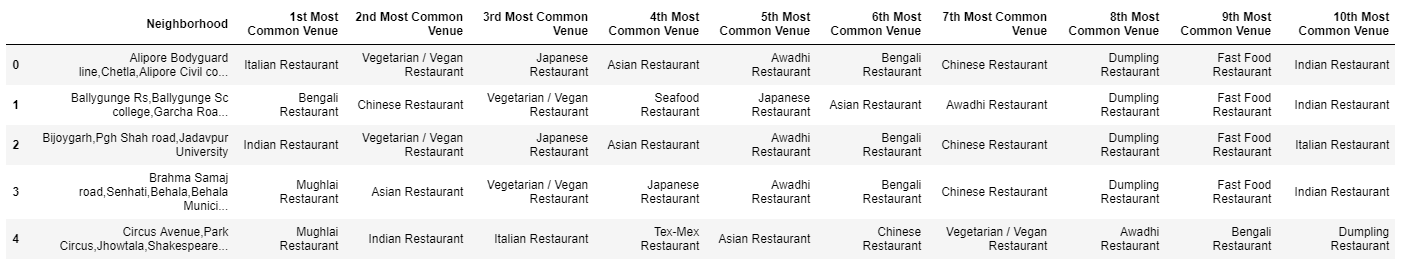 Neighborhood 1st Most Common Venue 2nd Most Common Venue 3rd Most Common Venue 4th Most Common Venue 5th Most Common Venue 6th Most Common Venue 7th Most Common Venue 8th Most Common Venue 9th Most Common Venue 10th Most Common Venue
0 Alipore Bodyguard line,Chetla,Alipore Civil co... Italian Restaurant Vegetarian / Vegan Restaurant Japanese Restaurant Asian Restaurant Awadhi Restaurant Bengali Restaurant Chinese Restaurant Dumpling Restaurant Fast Food Restaurant Indian Restaurant
1 Ballygunge Rs,Ballygunge Sc college,Garcha Roa... Bengali Restaurant Chinese Restaurant Vegetarian / Vegan Restaurant Seafood Restaurant Japanese Restaurant Asian Restaurant Awadhi Restaurant Dumpling Restaurant Fast Food Restaurant Indian Restaurant
2 Bijoygarh,Pgh Shah road,Jadavpur University Indian Restaurant Vegetarian / Vegan Restaurant Japanese Restaurant Asian Restaurant Awadhi Restaurant Bengali Restaurant Chinese Restaurant Dumpling Restaurant Fast Food Restaurant Italian Restaurant
3 Brahma Samaj road,Senhati,Behala,Behala Munici... Mughlai Restaurant Asian Restaurant Vegetarian / Vegan Restaurant Japanese Restaurant Awadhi Restaurant Bengali Restaurant Chinese Restaurant Dumpling Restaurant Fast Food Restaurant Indian Restaurant
4 Circus Avenue,Park Circus,Jhowtala,Shakespeare... Mughlai Restaurant Indian Restaurant Italian Restaurant Tex-Mex Restaurant Asian Restaurant Chinese Restaurant Vegetarian / Vegan Restaurant Awadhi Restaurant Bengali Restaurant Dumpling Restaurant